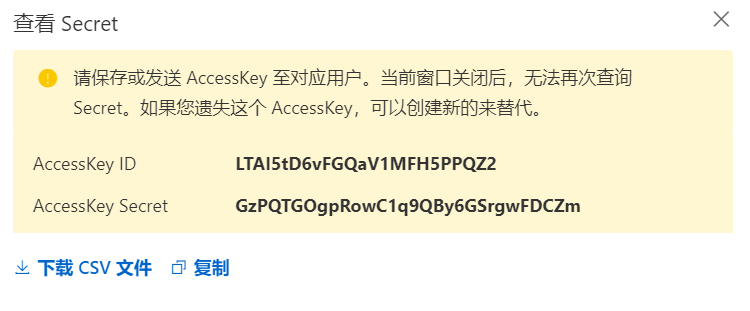 查看 Secret
请保存或发送 AccessKey 至对应用户。当前窗口关闭后，无法再次查询
Secret。如果您遗失这个 AccessKey，可以创建新的来替代。
AccessKey ID LTAI5tD6vFGQaV1MFH5PPQZ2
AccessKey Secret GzPQTGOgpRowC1q9QBy6GSrgwFDCZm
下载 CSV 文件 复制